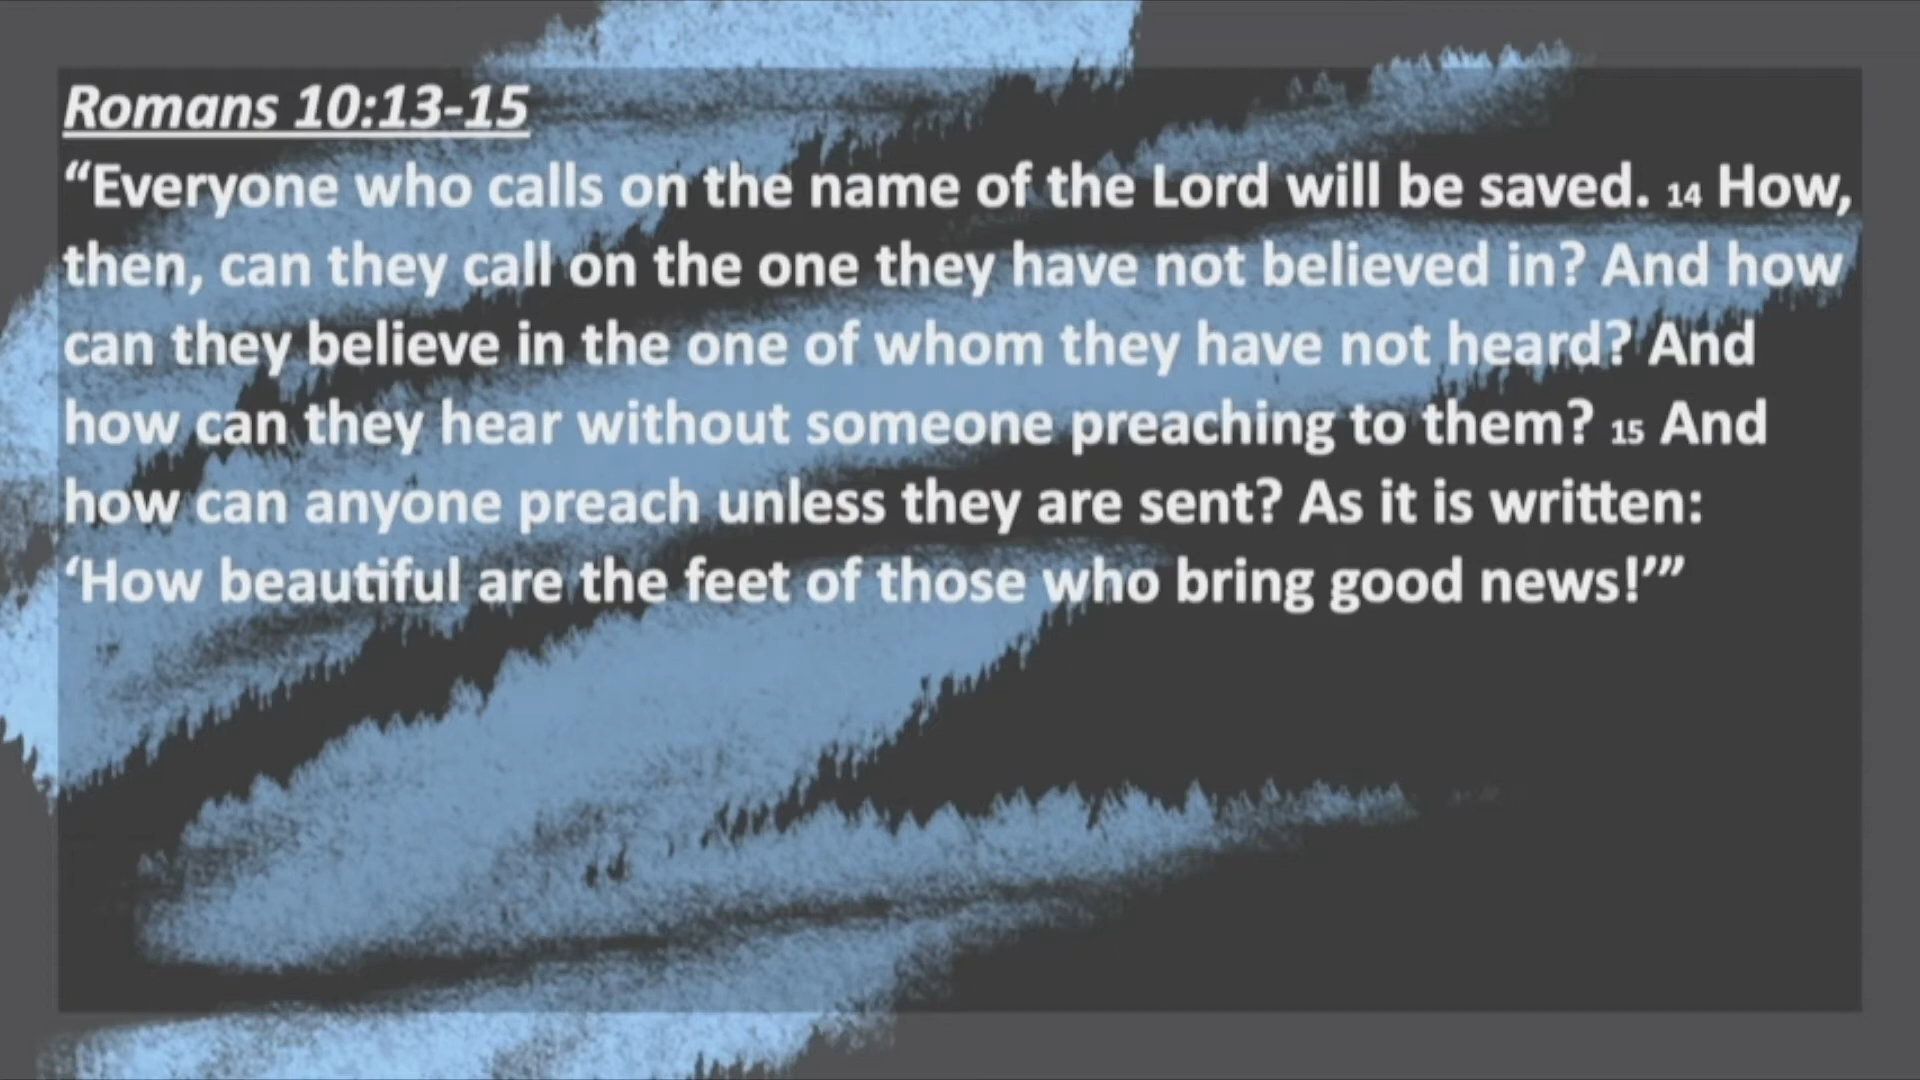 Romans 10:13-15
“Everyone who calls on the name of the Lord will be saved. 14 How,
then, can they call on the one they have not believed in? And how
can they believe in the one of whom they have not heard? And
how can they hear without someone preaching to them? 15 And
how can anyone preach unless they are sent? As it is written:
‘How beautiful are the feet of those who bring good news!’”